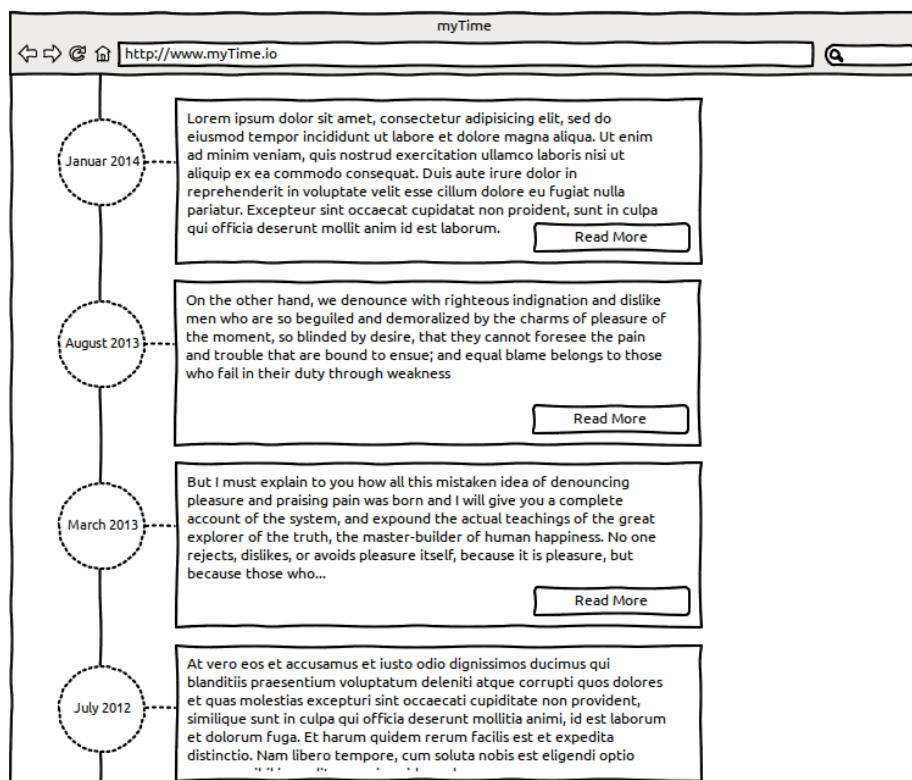 myTime
http://www.myTime.io
Januar 2014
Lorem ipsum dolor sit amet, consectetur adipisicing elit, sed do
eiusmod tempor incididunt ut labore et dolore magna aliqua. Ut enim
ad minim veniam, quis nostrud exercitation ullamco laboris nisi ut
aliquip ex ea commodo consequat. Duis aute irure dolor in
reprehenderit in voluptate velit esse cillum dolore eu fugiat nulla
pariatur. Excepteur sint occaecat cupidatat non proident, sunt in culpa
qui officia deserunt mollit anim id est laborum.
Read More
August 2013
On the other hand, we denounce with righteous indignation and dislike
men who are so beguiled and demoralized by the charms of pleasure of
the moment, so blinded by desire, that they cannot foresee the pain
and trouble that are bound to ensue; and equal blame belongs to those
who fail in their duty through weakness
Read More
March 2013
But I must explain to you how all this mistaken idea of denouncing
pleasure and praising pain was born and I will give you a complete
account of the system, and expound the actual teachings of the great
explorer of the truth, the master-builder of human happiness. No one
rejects, dislikes, or avoids pleasure itself, because it is pleasure, but
because those who...
Read More
July 2012
At vero eos et accusamus et iusto odio dignissimos ducimus qui
blanditiis praesentium voluptatum deleniti atque corrupti quos dolores
et quas molestias excepturi sint occaecati cupiditate non provident,
similique sunt in culpa qui officia deserunt mollitia animi, id est laborum
et dolorum fuga. Et harum quidem rerum facilis est et expedita
distinctio. Nam libero tempore, cum soluta nobis est eligendi optio